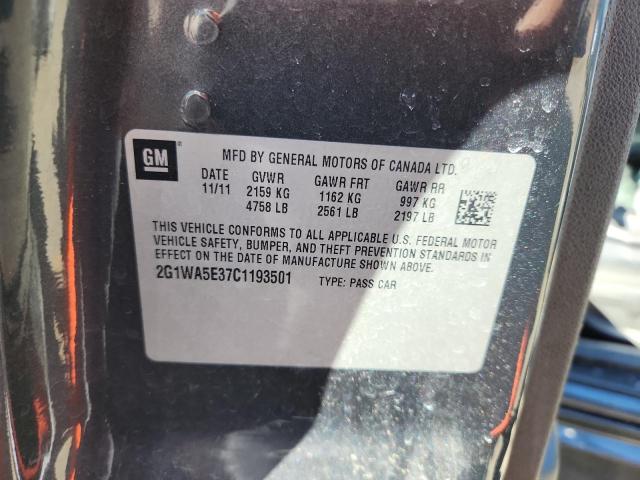 GM
MFD BY GENERAL MOTORS OF CANADA LTD.
DATE GVWR GAWR FRT GAWR RR
11/11 2159 KG 1162 KG 997 KG
4758 LB 2561 LB 2197 LB
THIS VEHICLE CONFORMS TO ALL APPLICABLE U.S. FEDERAL MOTOR
VEHICLE SAFETY, BUMPER, AND THEFT PREVENTION STANDARDS IN
EFFECT ON THE DATE OF MANUFACTURE SHOWN ABOVE.
2G1WA5E37C1193501 TYPE: PASS CAR